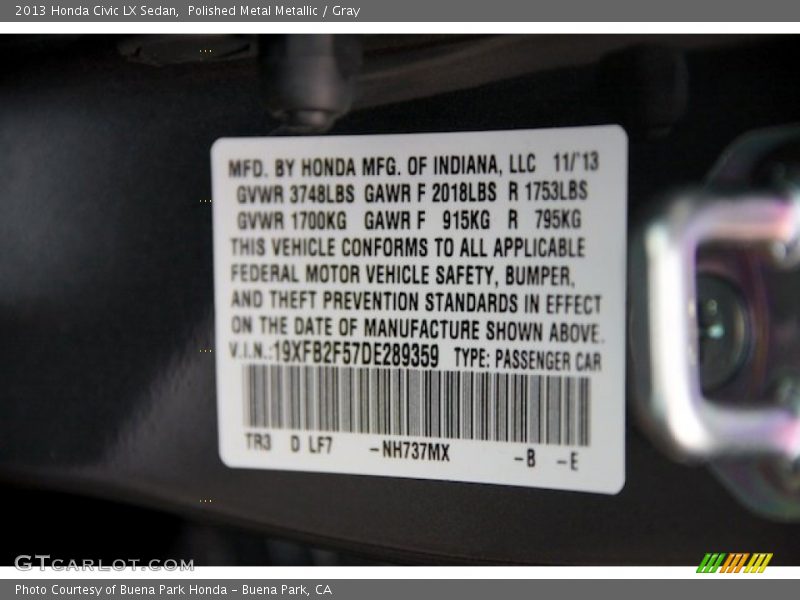 2013 Honda Civic LX Sedan,  Polished Metal Metallic / Gray
MFD. BY HONDA MFG. OF INDIANA, LLC 11/'13
GVWR 3748LBS GAWR F 2018LBS R 1753LBS
GVWR 1700KG GAWR F 915KG R 795KG
THIS VEHICLE CONFORMS TO ALL APPLICABLE
FEDERAL MOTOR VEHICLE SAFETY, BUMPER,
AND THEFT PREVENTION STANDARDS IN EFFECT
ON THE DATE OF MANUFACTURE SHOWN ABOVE.
V.I.N.:19XFB2F57DE289359 TYPE: PASSENGER CAR
TR3 D LF7 -NH737MX -B -E
GTcarlot.com
Photo Courtesy of Buena Park Honda - Buena Park, CA